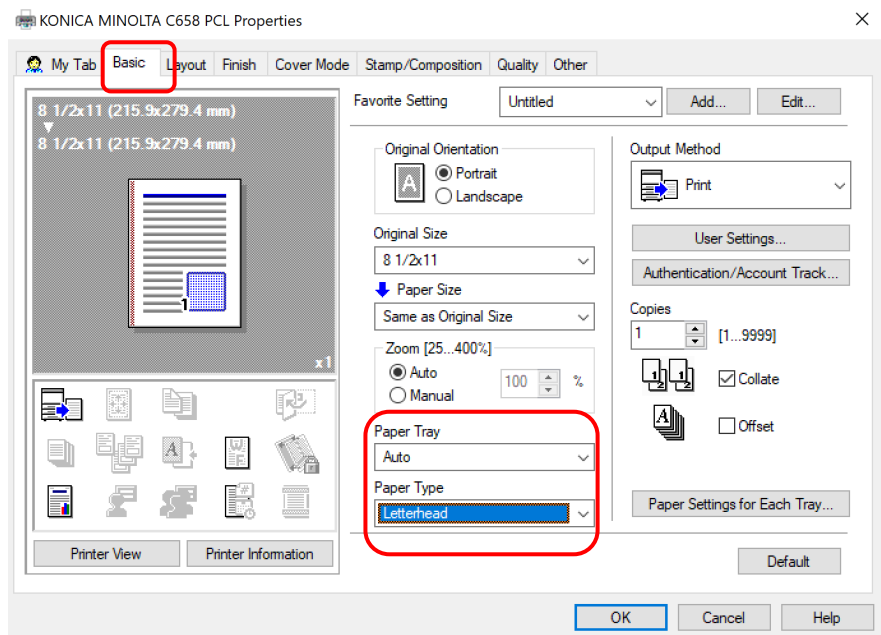 KONICA MINOLTA C658 PCL Properties
My Tab Basic Layout Finish Cover Mode Stamp/Composition Quality Other
8 1/2x11 (215.9x279.4 mm)
8 1/2x11 (215.9x279.4 mm)
1
x1
Printer View Printer Information
Favorite Setting Untitled Add... Edit...
Original Orientation
A
Portrait
Landscape
Original Size
8 1/2x11
Paper Size
Same as Original Size
Zoom [25...400%]
Auto
Manual
100 %
Paper Tray
Auto
Paper Type
Letterhead
Output Method
Print
User Settings...
Authentication/Account Track...
Copies
1 [1...9999]
Collate
Offset
Paper Settings for Each Tray...
Default
OK Cancel Help